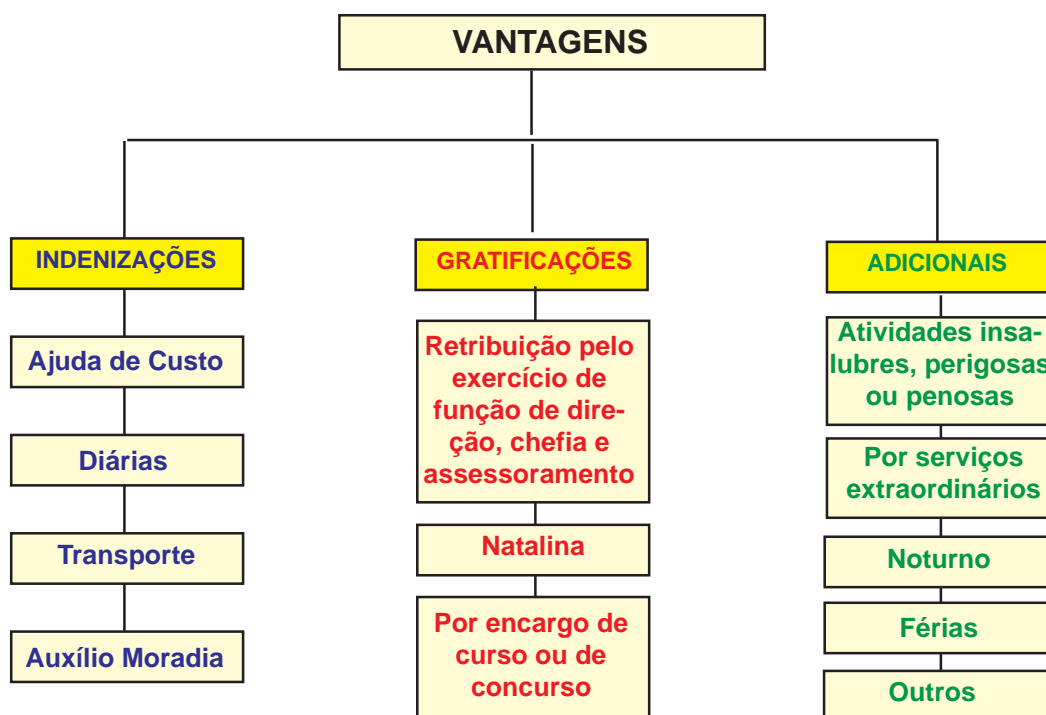 VANTAGENS
INDENIZAÇÕES
Ajuda de Custo
Diárias
Transporte
Auxílio Moradia
GRATIFICAÇÕES
Retribuição pelo
exercício de
função de dire-
ção, chefia e
assessoramento
Natalina
Por encargo de
curso ou de
concurso
ADICIONAIS
Atividades insa-
lubres, perigosas
ou penosas
Por serviços
extraordinários
Noturno
Férias
Outros